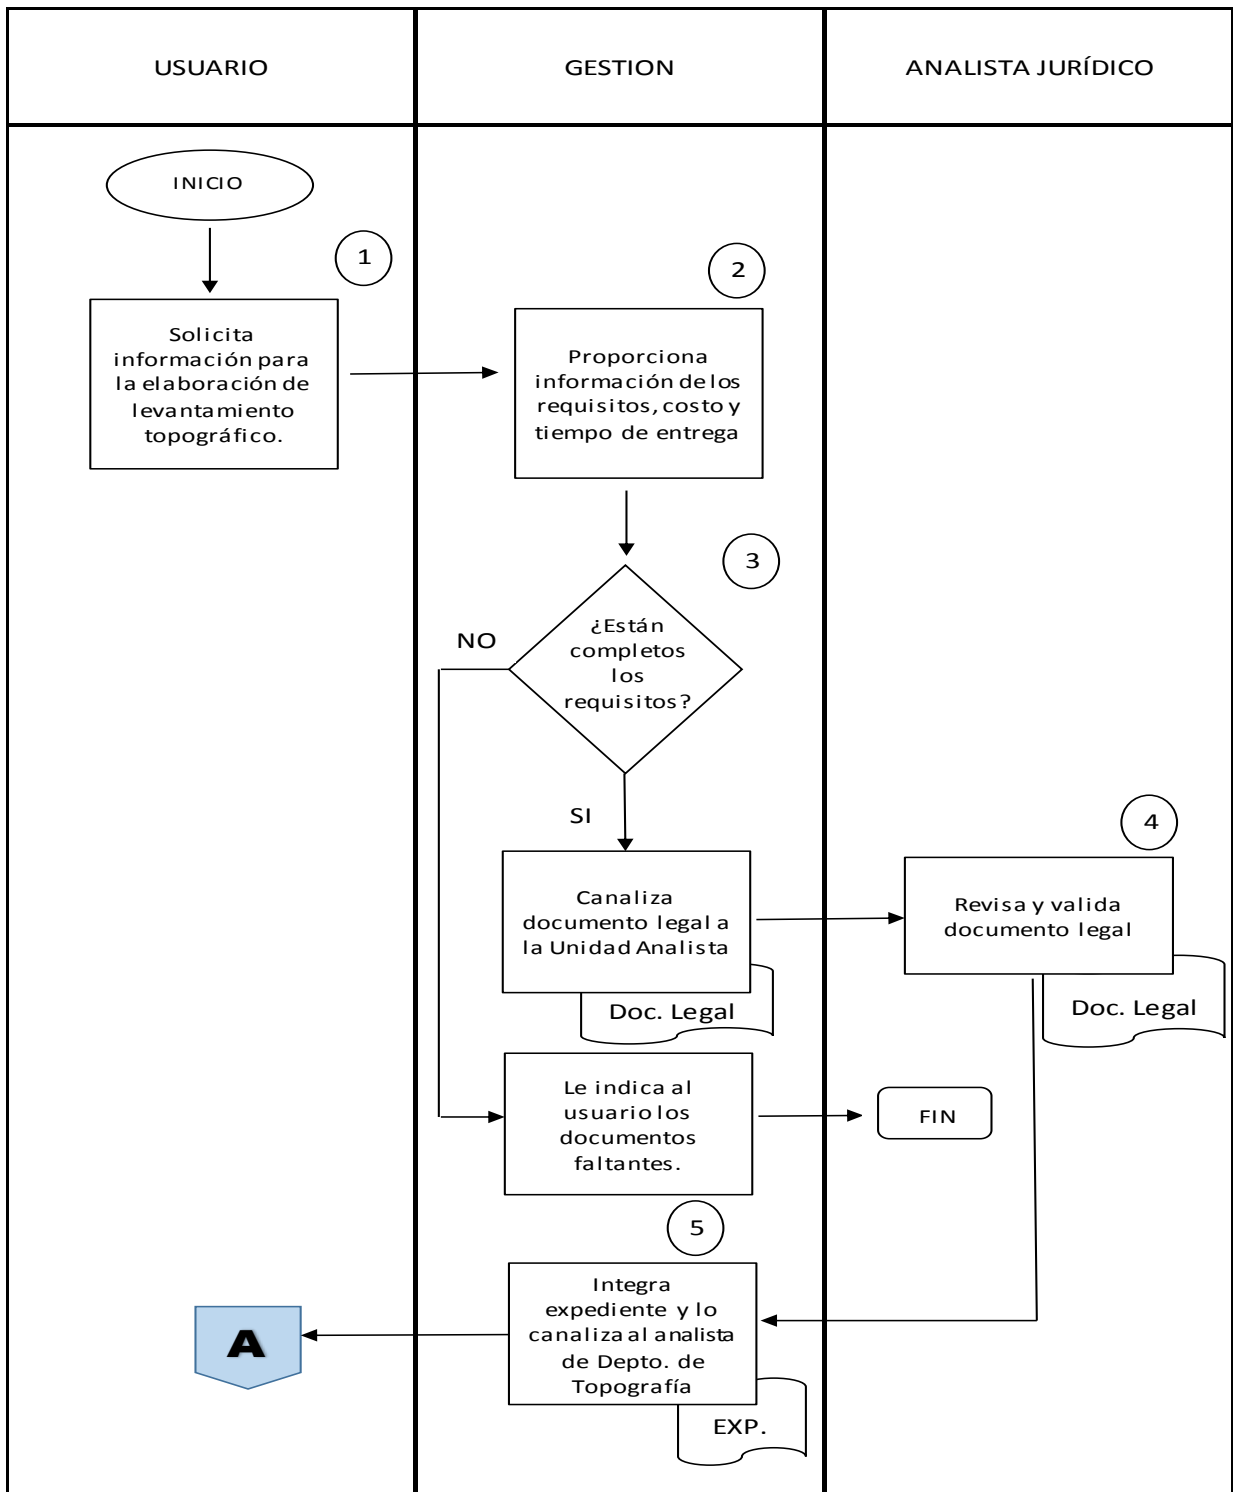 USUARIO
GESTION
ANALISTA JURÍDICO
INICIO
1
Solicita
información para
la elaboración de
levantamiento
topográfico.
2
Proporciona
información de los
requisitos, costo y
tiempo de entrega
3
¿Están
completos
los
requisitos?
NO
SI
Canaliza
documento legal a
la Unidad Analista
Doc. Legal
4
Revisa y valida
documento legal
Doc. Legal
Le indica al
usuario los
documentos
faltantes.
FIN
5
Integra
expediente y lo
canaliza al analista
de Depto. de
Topografía
EXP.
A